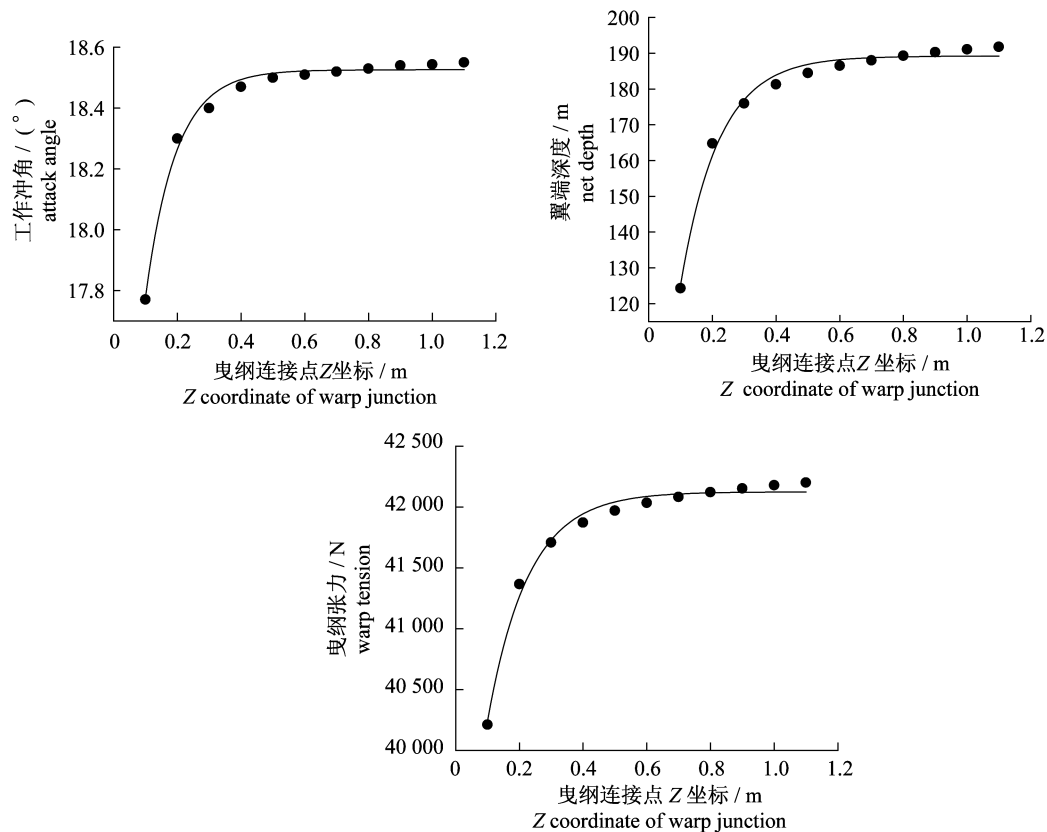 18.6
18.4
18.2
18.0
17.8
工作冲角 / (°)
attack angle
0 0.2 0.4 0.6 0.8 1.0 1.2
曳纲连接点Z坐标 / m
Z coordinate of warp junction
200
190
180
170
160
150
140
130
120
翼端深度 / m
net depth
0 0.2 0.4 0.6 0.8 1.0 1.2
曳纲连接点Z 坐标 / m
Z coordinate of warp junction
42 500
42 000
41 500
41 000
40 500
40 000
曳纲张力 / N
warp tension
0 0.2 0.4 0.6 0.8 1.0 1.2
曳纲连接点 Z 坐标 / m
Z coordinate of warp junction